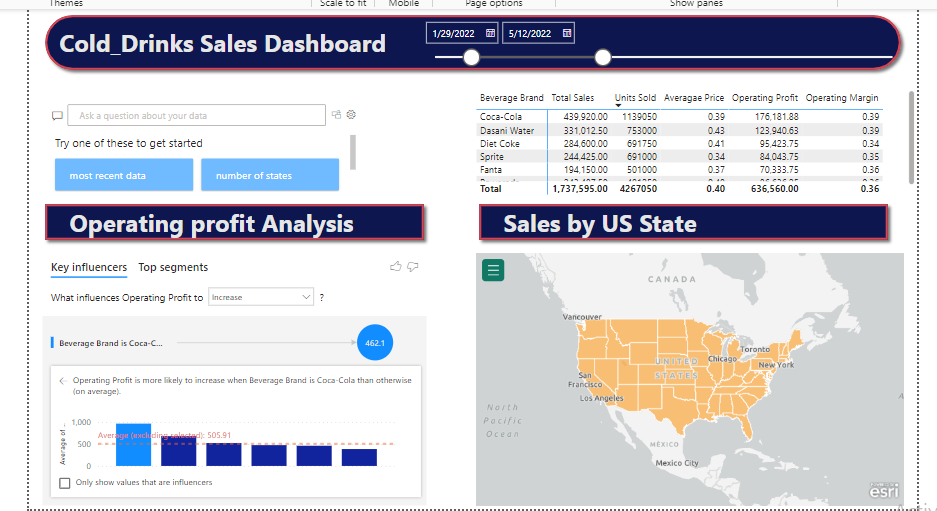 Themes Scale to fit Mobile Page options Show panes
Cold_Drinks Sales Dashboard
1/29/2022 5/12/2022
Ask a question about your data
Try one of these to get started
most recent data number of states
Beverage Brand Total Sales Units Sold Averagae Price Operating Profit Operating Margin
Coca-Cola 439,920.00 1139050 0.39 176,181.88 0.39
Dasani Water 331,012.50 753000 0.43 123,940.63 0.39
Diet Coke 284,600.00 691750 0.41 95,423.75 0.34
Sprite 244,425.00 691000 0.34 84,043.75 0.35
Fanta 194,150.00 501000 0.37 70,333.75 0.36
Total 1,737,595.00 4267050 0.40 636,560.00 0.36
Operating profit Analysis
Sales by US State
Key influencers Top segments
What influences Operating Profit to Increase ?
Beverage Brand is Coca-C... 462.1
Operating Profit is more likely to increase when Beverage Brand is Coca-Cola than otherwise
(on average).
Average of ...
1,000
500
0
Average (excluding selected): 505.91
Only show values that are influencers
CANADA
Vancouver
Toronto
UNITED
STATES
Chicago
New York
San
Francisco
Los Angeles
North
Pacific
Ocean
MÉXICO
Mexico City
esri